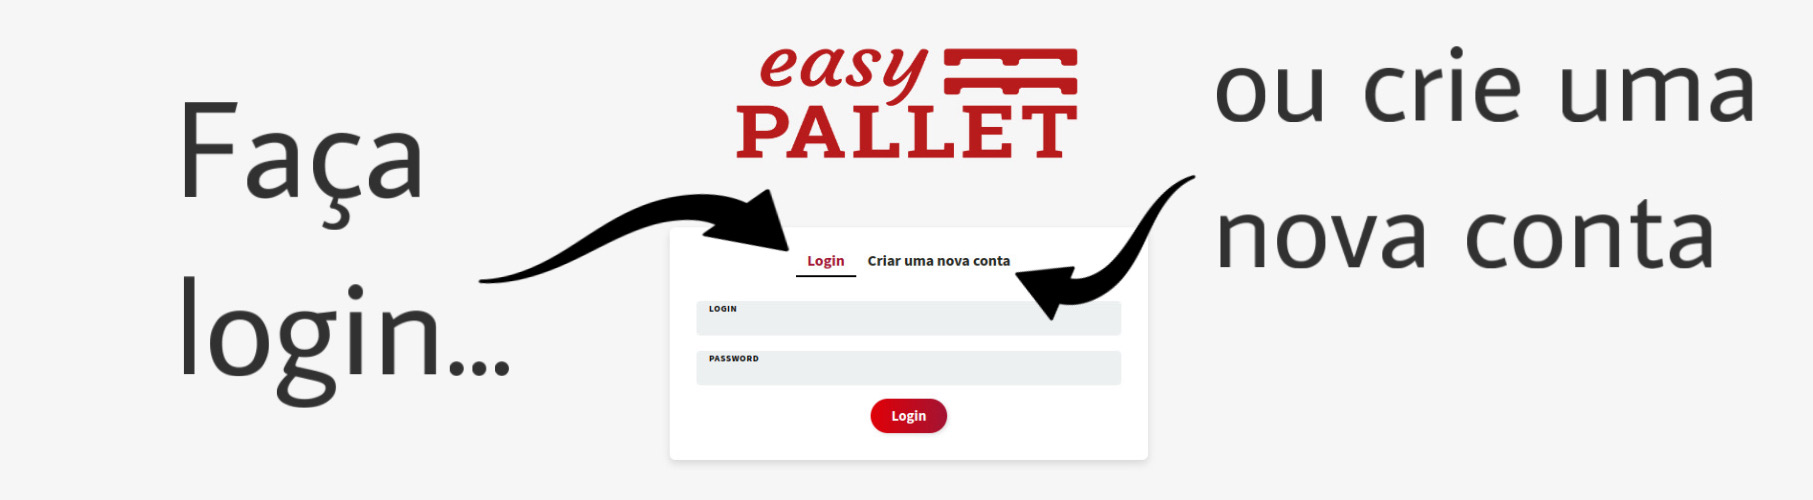 Faça
login...
easy
PALLET
ou crie uma
nova conta
Login Criar uma nova conta
LOGIN
PASSWORD
Login